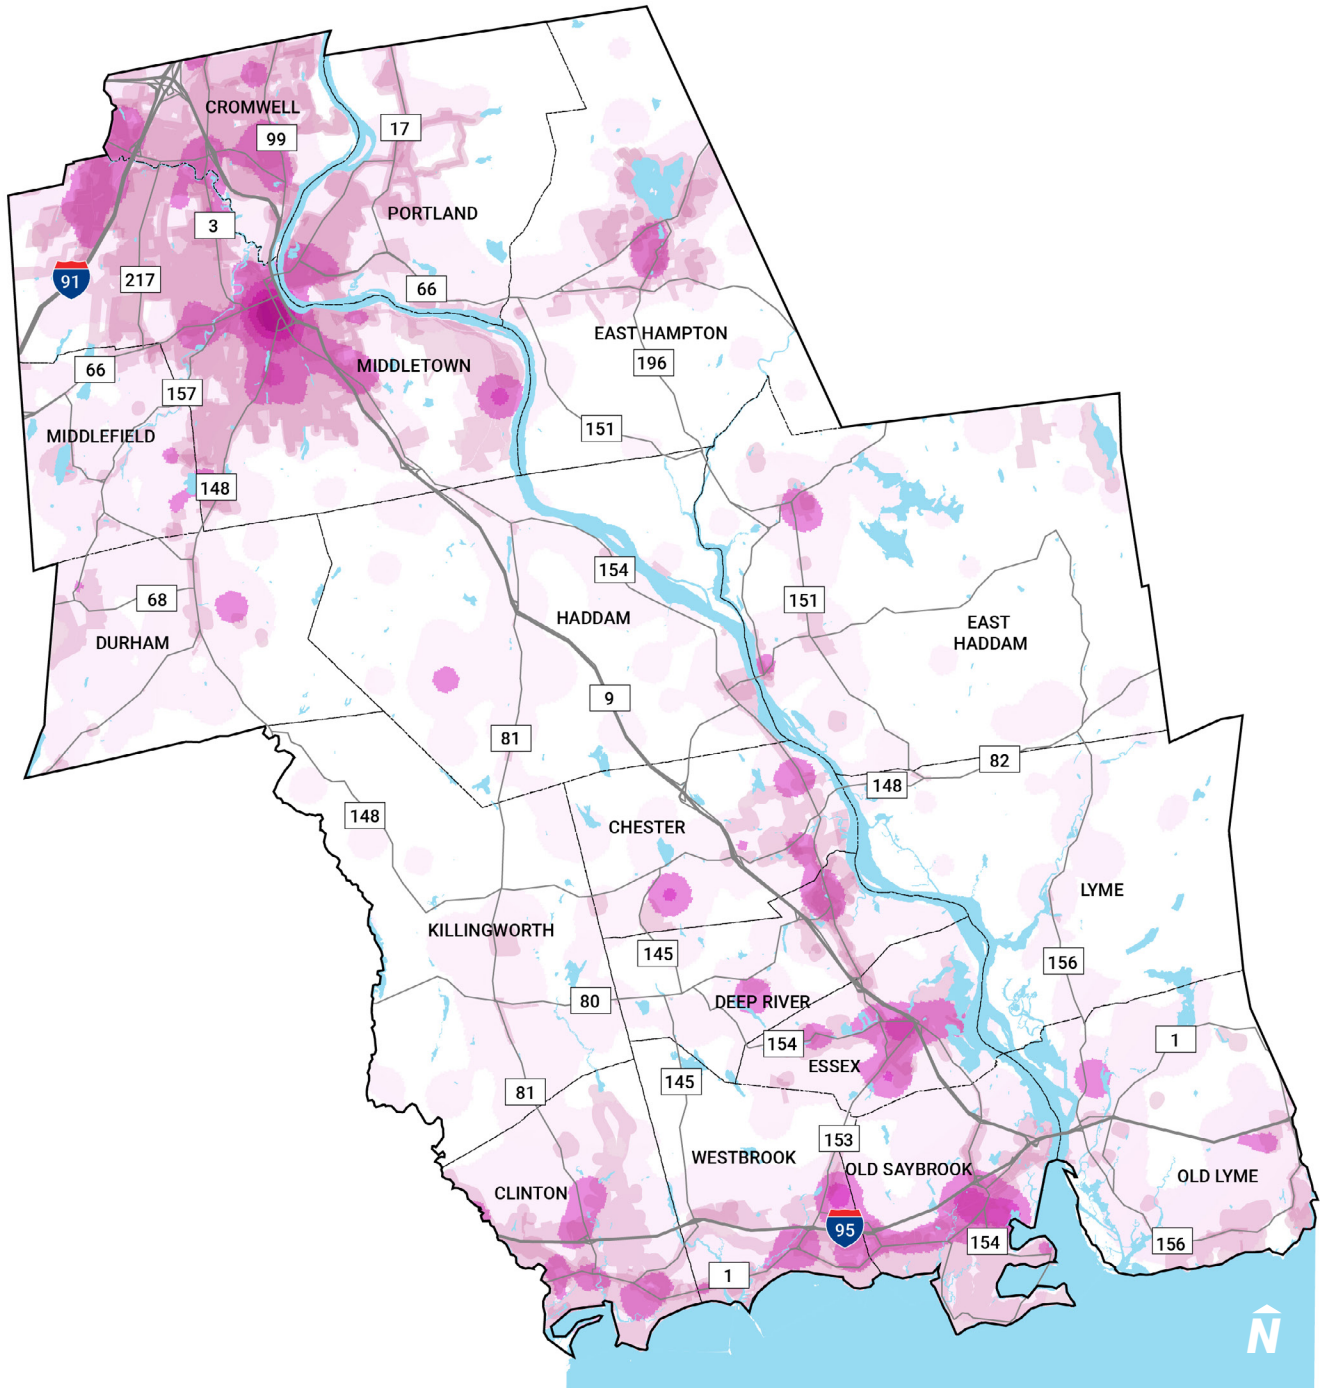 CROMWELL
99
17
PORTLAND
3
91
217
66
EAST HAMPTON
196
MIDDLETOWN
66
157
151
MIDDLEFIELD
148
154
68
151
HADDAM
EAST
HADDAM
DURHAM
9
81
82
148
148
CHESTER
LYME
KILLINGWORTH
145
156
80
DEEP RIVER
154
1
ESSEX
145
81
153
WESTBROOK
OLD SAYBROOK
OLD LYME
CLINTON
95
154
156
1
N